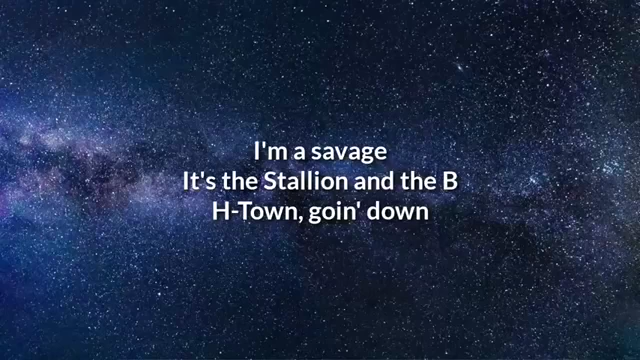 I'm a savage
It's the Stallion and the B
H-Town, goin' down